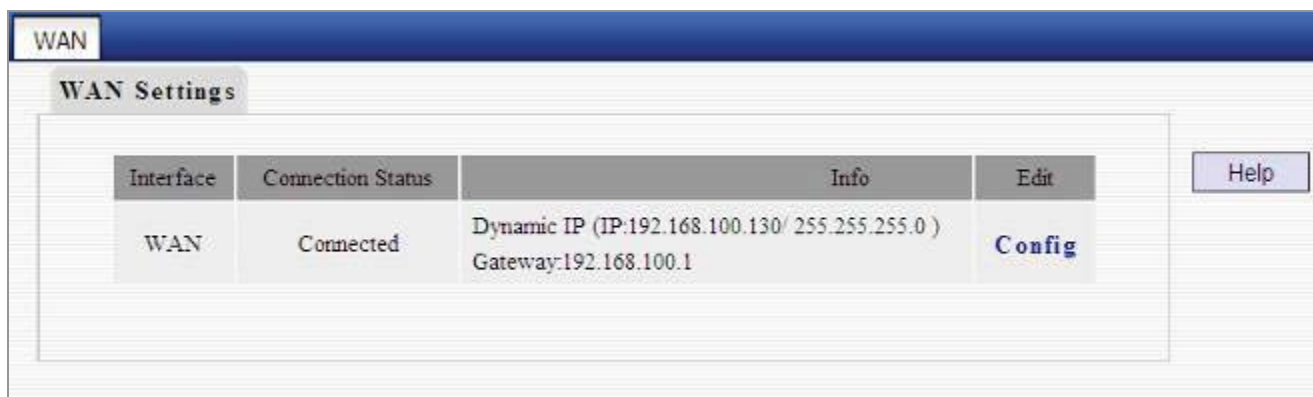 WAN
WAN Settings
Interface Connection Status Info Edit
Help
WAN Connected Dynamic IP (IP:192.168.100.130/ 255.255.255.0 )
Gateway:192.168.100.1
Config